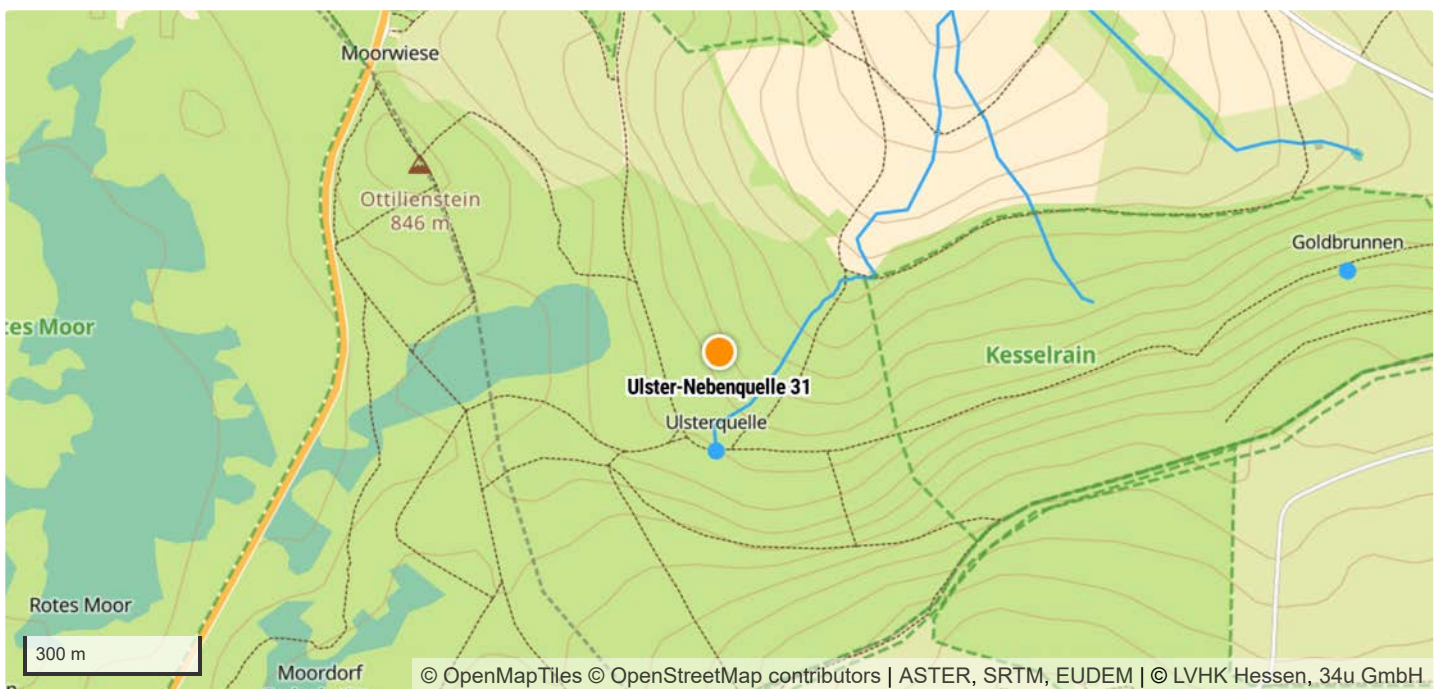 Moorwiese
Ottilienstein
846 m
Goldbrunnen
tes Moor
Kesselrain
Ulster-Nebenquelle 31
Ulsterquelle
Rotes Moor
300 m
Moordorf
© OpenMapTiles © OpenStreetMap contributors | ASTER, SRTM, EUDEM | © LVHK Hessen, 34u GmbH